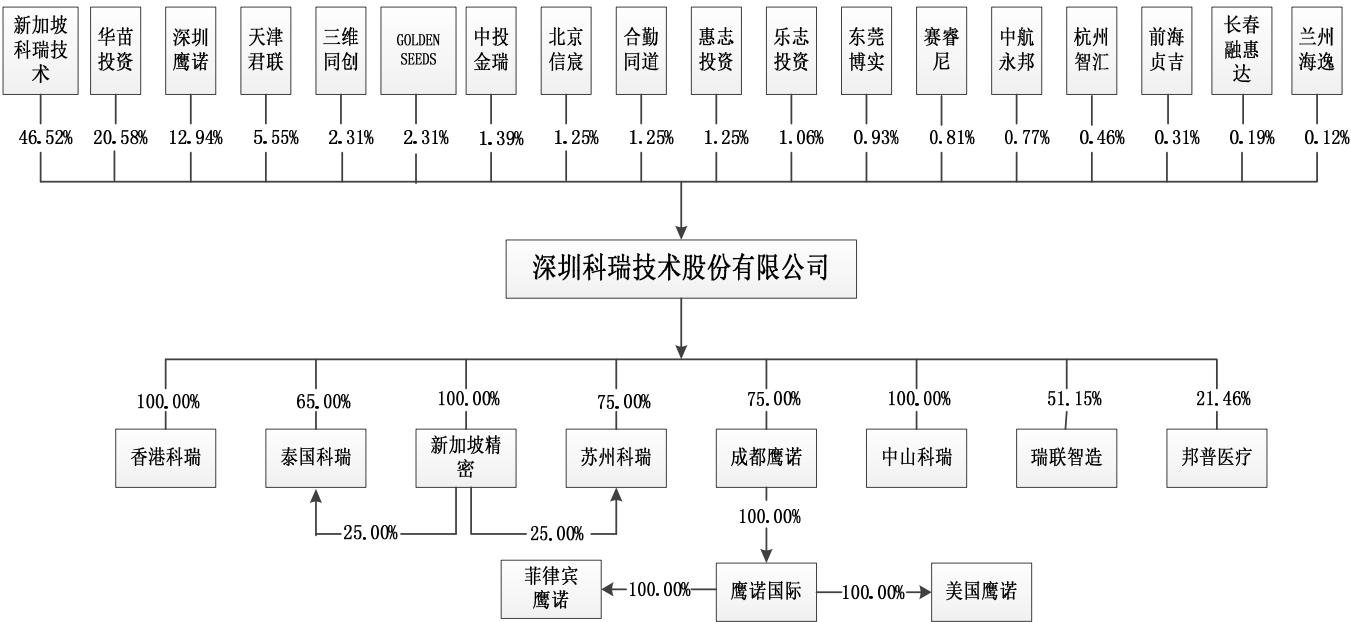 新加坡
科瑞技
术
华苗
投资
深圳
鹰诺
天津
君联
三维
同创
GOLDEN
SEEDS
中投
金瑞
北京
信宸
合勤
同道
惠志
投资
乐志
投资
东莞
博实
赛睿
尼
中航
永邦
杭州
智汇
前海
贞吉
长春
融惠
达
兰州
海逸
46.52%
20.58%
12.94%
5.55%
2.31%
2.31%
1.39%
1.25%
1.25%
1.25%
1.06%
0.93%
0.81%
0.77%
0.46%
0.31%
0.19%
0.12%
深圳科瑞技术股份有限公司
100.00%
65.00%
100.00%
75.00%
75.00%
100.00%
51.15%
21.46%
香港科瑞
泰国科瑞
新加坡精
密
苏州科瑞
成都鹰诺
中山科瑞
瑞联智造
邦普医疗
25.00%
25.00%
100.00%
菲律宾
鹰诺
100.00%
鹰诺国际
100.00%
美国鹰诺